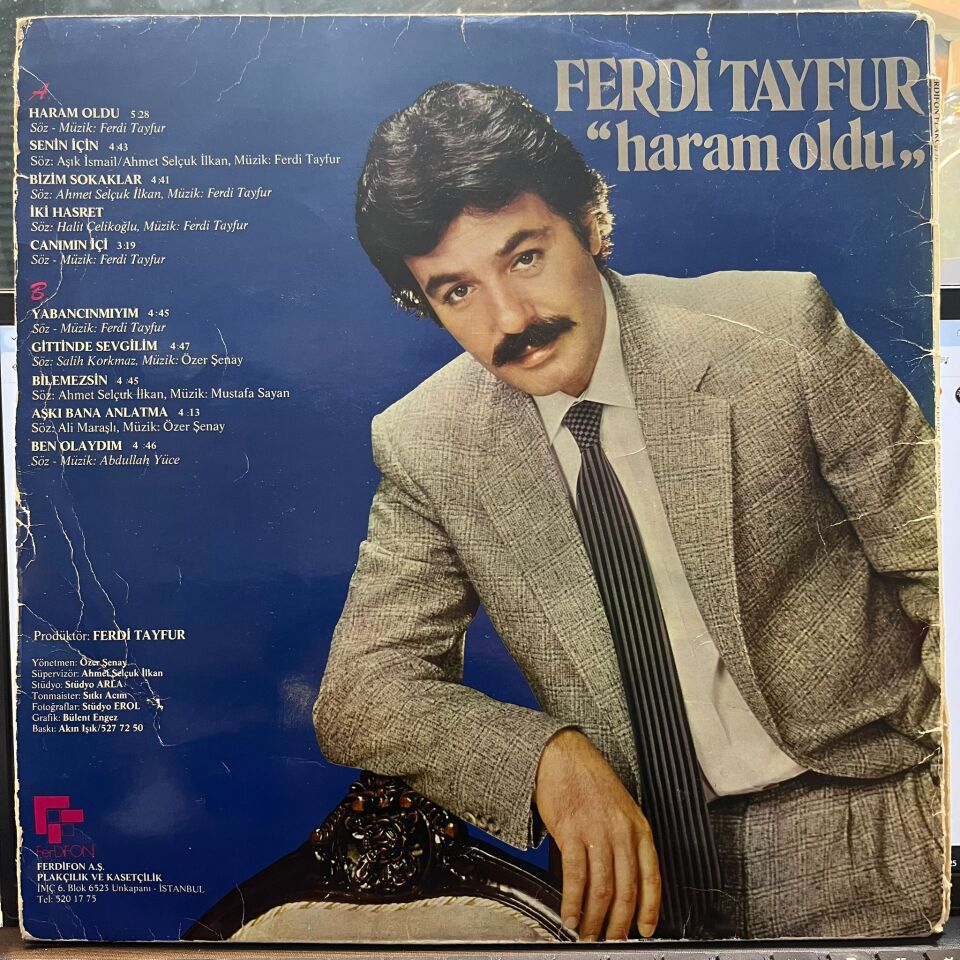 FERDİ TAYFUR
“haram oldu„
A.
HARAM OLDU 5:28
Söz - Müzik: Ferdi Tayfur
SENİN İÇİN 4:43
Söz: Aşık İsmail/Ahmet Selçuk İlkan, Müzik: Ferdi Tayfur
BİZİM SOKAKLAR 4:41
Söz: Ahmet Selçuk İlkan, Müzik: Ferdi Tayfur
İKİ HASRET
Söz: Halit Çelikoğlu, Müzik: Ferdi Tayfur
CANIMIN İÇİ 3:19
Söz - Müzik: Ferdi Tayfur
B
YABANCINMIYIM 4:45
Söz - Müzik: Ferdi Tayfur
GİTTİNDE SEVGİLİM 4:47
Söz: Salih Korkmaz, Müzik: Özer Şenay
BİLEMEZSİN 4:45
Söz: Ahmet Selçuk İlkan, Müzik: Mustafa Sayan
AŞKI BANA ANLATMA 4:13
Söz: Ali Maraşlı, Müzik: Özer Şenay
BEN OLAYDIM 4:46
Söz - Müzik: Abdullah Yüce
Prodüktör: FERDİ TAYFUR
Yönetmen: Özer Şenay
Süpervizör: Ahmet Selçuk İlkan
Stüdyo: Stüdyo ARLA
Tonmaister: Sıtkı Acım
Fotoğraflar: Stüdyo EROL
Grafik: Bülent Engez
Baskı: Akın Işık/527 72 50
FerDİFON
FERDİFON A.Ş.
PLAKÇILIK VE KASETÇİLİK
İMÇ 6. Blok 6523 Unkapanı - İSTANBUL
Tel: 520 17 75